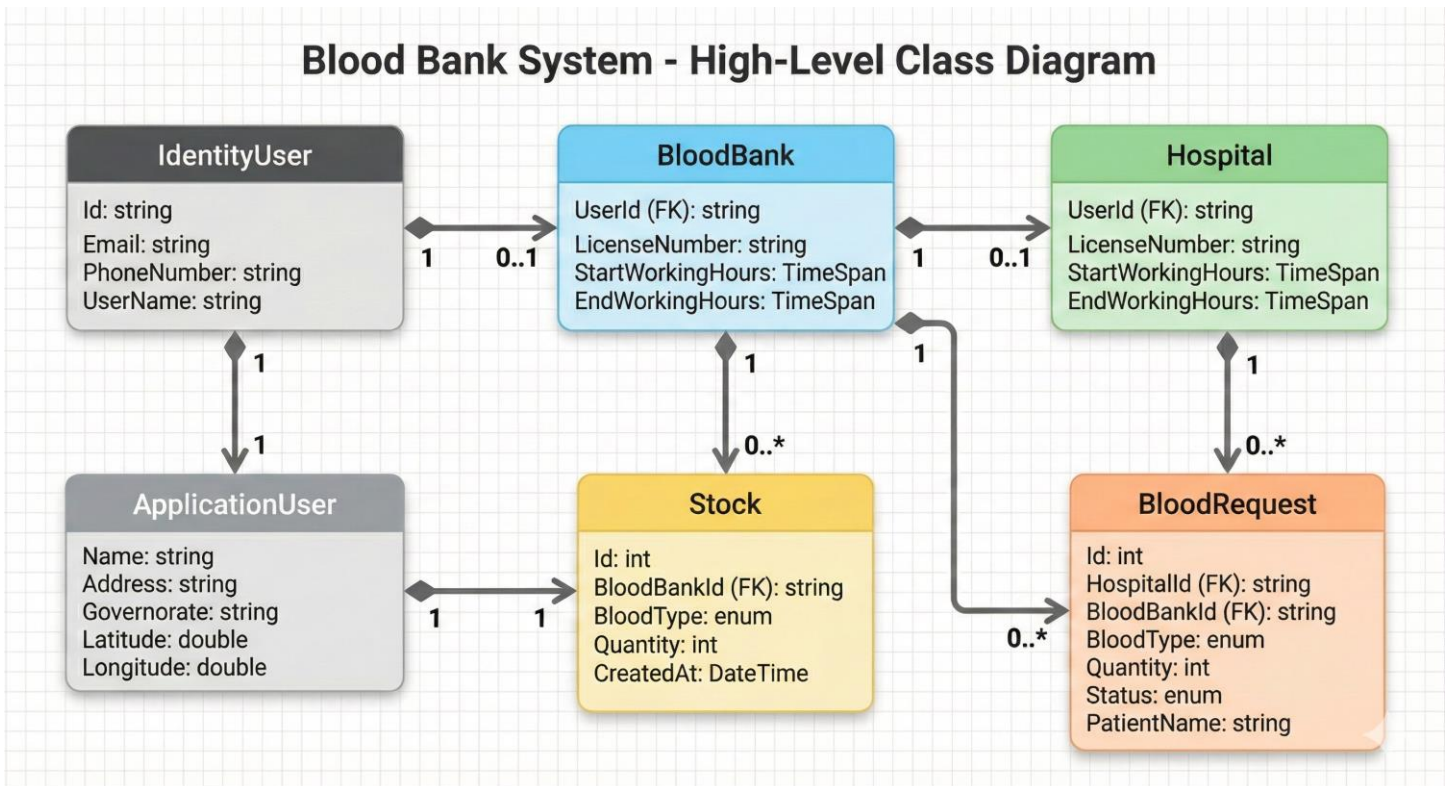 Blood Bank System - High-Level Class Diagram
IdentityUser
Id: string
Email: string
PhoneNumber: string
UserName: string
1
0..1
BloodBank
UserId (FK): string
LicenseNumber: string
StartWorkingHours: TimeSpan
EndWorkingHours: TimeSpan
1
0..1
Hospital
UserId (FK): string
LicenseNumber: string
StartWorkingHours: TimeSpan
EndWorkingHours: TimeSpan
1
1
1
0..*
1
1
0..*
ApplicationUser
Name: string
Address: string
Governorate: string
Latitude: double
Longitude: double
1
1
Stock
Id: int
BloodBankId (FK): string
BloodType: enum
Quantity: int
CreatedAt: DateTime
0..*
BloodRequest
Id: int
HospitalId (FK): string
BloodBankId (FK): string
BloodType: enum
Quantity: int
Status: enum
PatientName: string